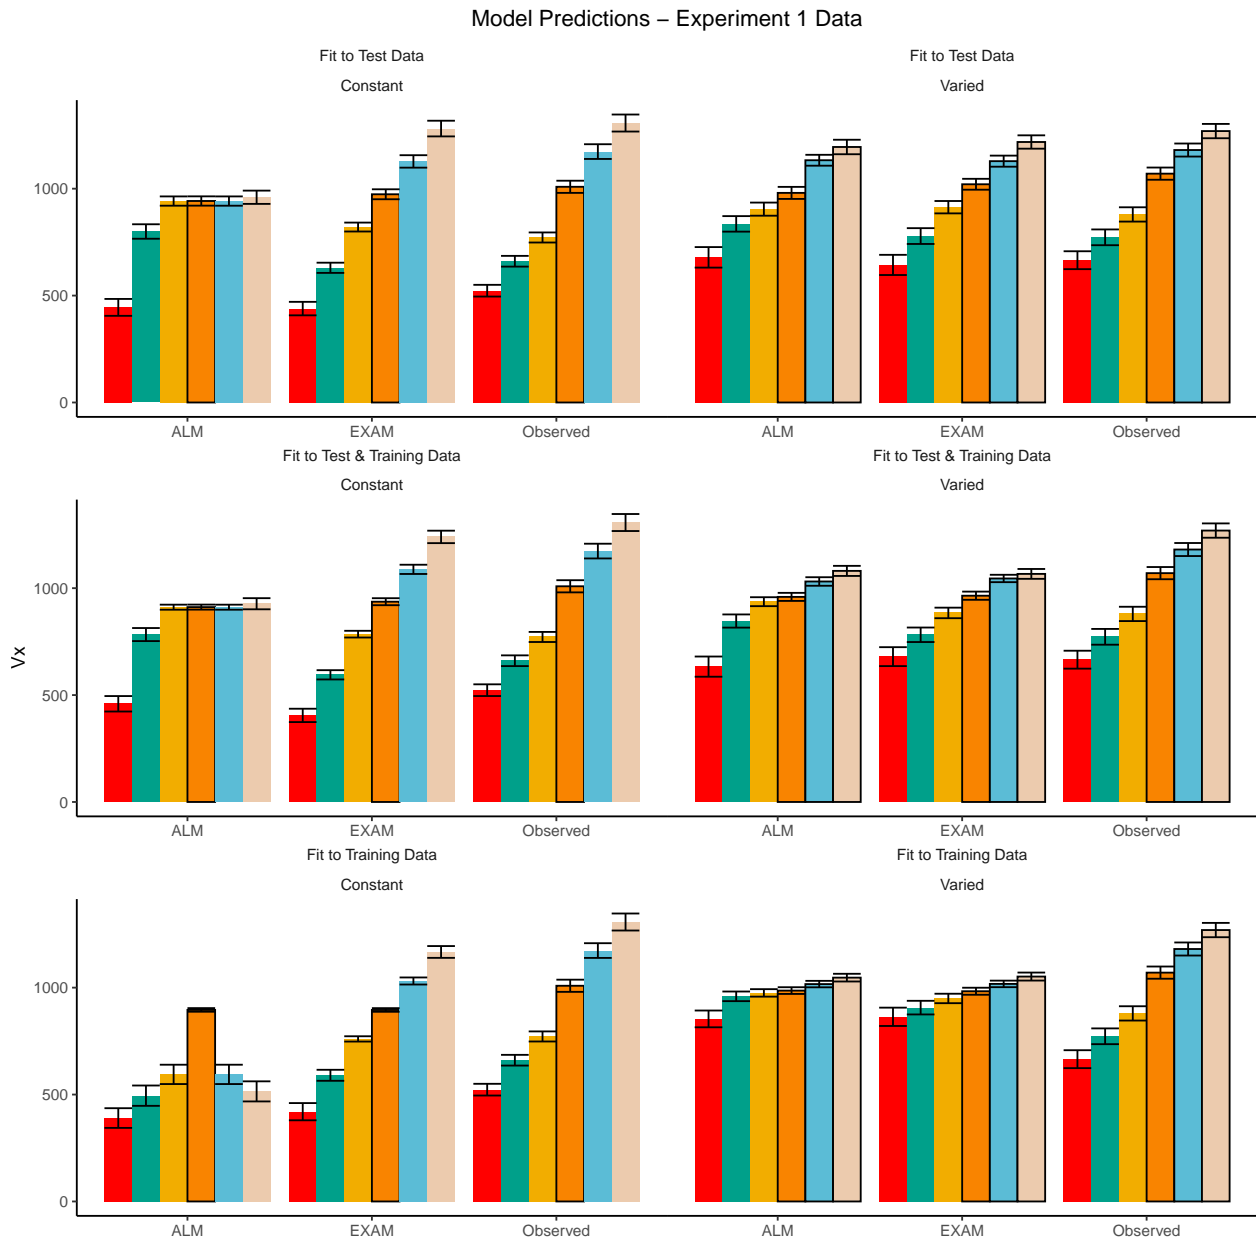 Model Predictions – Experiment 1 Data
Fit to Test Data
Constant
Fit to Test Data
Varied
1000
500
0
ALM
EXAM
Observed
ALM
EXAM
Observed
Fit to Test & Training Data
Constant
Fit to Test & Training Data
Varied
Vx
1000
500
0
ALM
EXAM
Observed
ALM
EXAM
Observed
Fit to Training Data
Constant
Fit to Training Data
Varied
1000
500
0
ALM
EXAM
Observed
ALM
EXAM
Observed